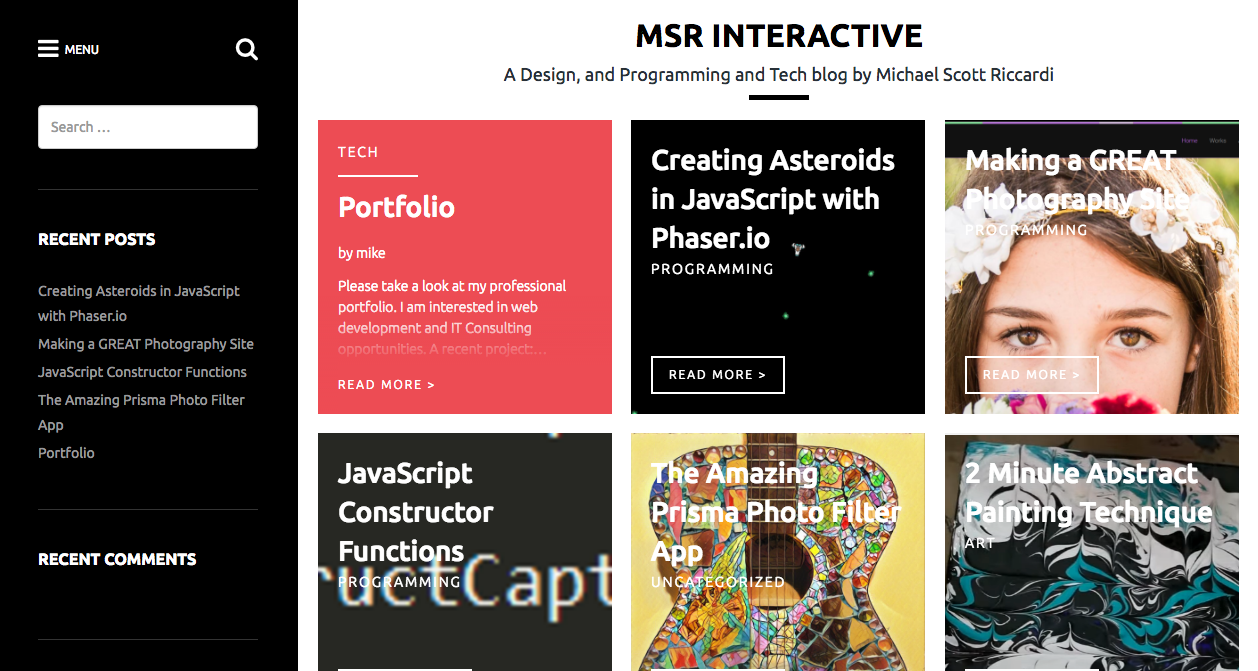 MENU
Search ...
RECENT POSTS
Creating Asteroids in JavaScript
with Phaser.io
Making a GREAT Photography Site
JavaScript Constructor Functions
The Amazing Prisma Photo Filter
App
Portfolio
RECENT COMMENTS
MSR INTERACTIVE
A Design, and Programming and Tech blog by Michael Scott Riccardi
TECH
Portfolio
by mike
Please take a look at my professional
portfolio. I am interested in web
development and IT Consulting
opportunities. A recent project:…
READ MORE >
Creating Asteroids
in JavaScript with
Phaser.io
PROGRAMMING
READ MORE >
Home Works
Making a GREAT
Photography Site
PROGRAMMING
READ MORE >
JavaScript
Constructor
Functions
PROGRAMMING
ructCapt
The Amazing
Prisma Photo Filter
App
UNCATEGORIZED
2 Minute Abstract
Painting Technique
ART